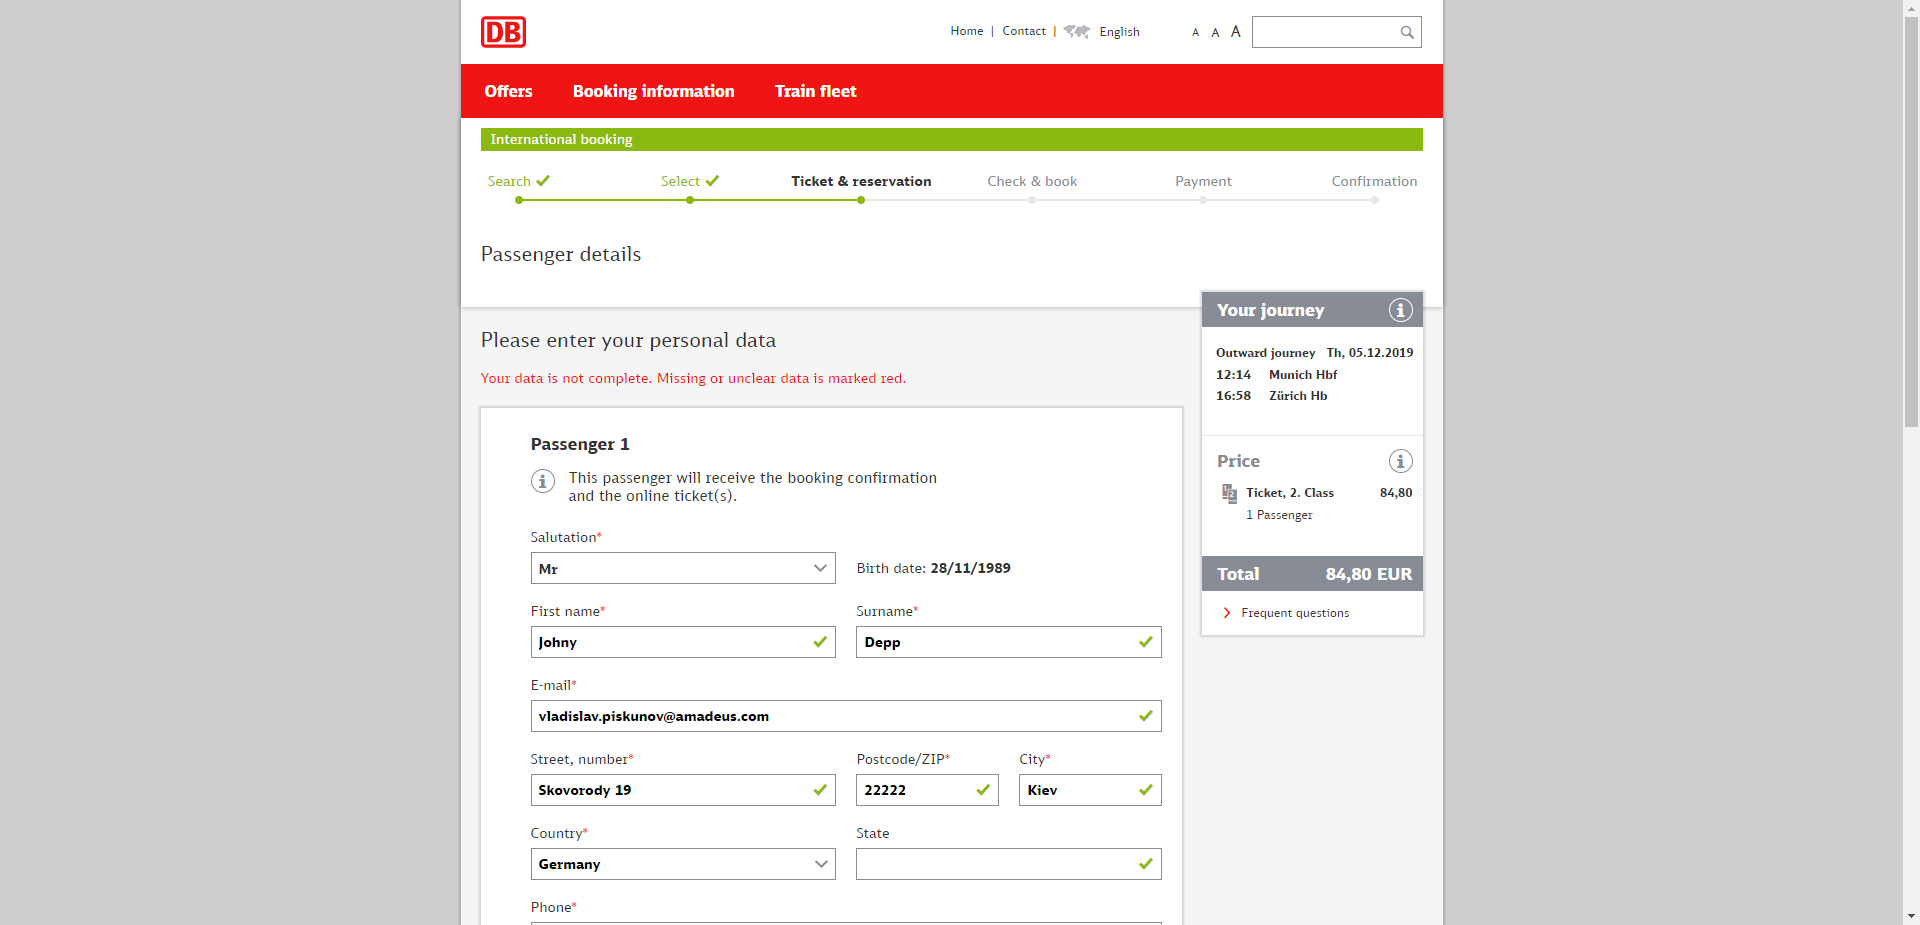 DB
Home | Contact | English A A A
Offers Booking information Train fleet
International booking
Search Select Ticket & reservation Check & book Payment Confirmation
Passenger details
Please enter your personal data
Your data is not complete. Missing or unclear data is marked red.
Passenger 1
This passenger will receive the booking confirmation
and the online ticket(s).
Salutation*
Mr Birth date: 28/11/1989
First name* Surname*
Johny Depp
E-mail*
vladislav.piskunov@amadeus.com
Street, number* Postcode/ZIP* City*
Skovorody 19 22222 Kiev
Country* State
Germany
Phone*
Your journey
Outward journey Th, 05.12.2019
12:14 Munich Hbf
16:58 Zürich Hb
Price
1 2 Ticket, 2. Class 84,80
1 Passenger
Total 84,80 EUR
Frequent questions